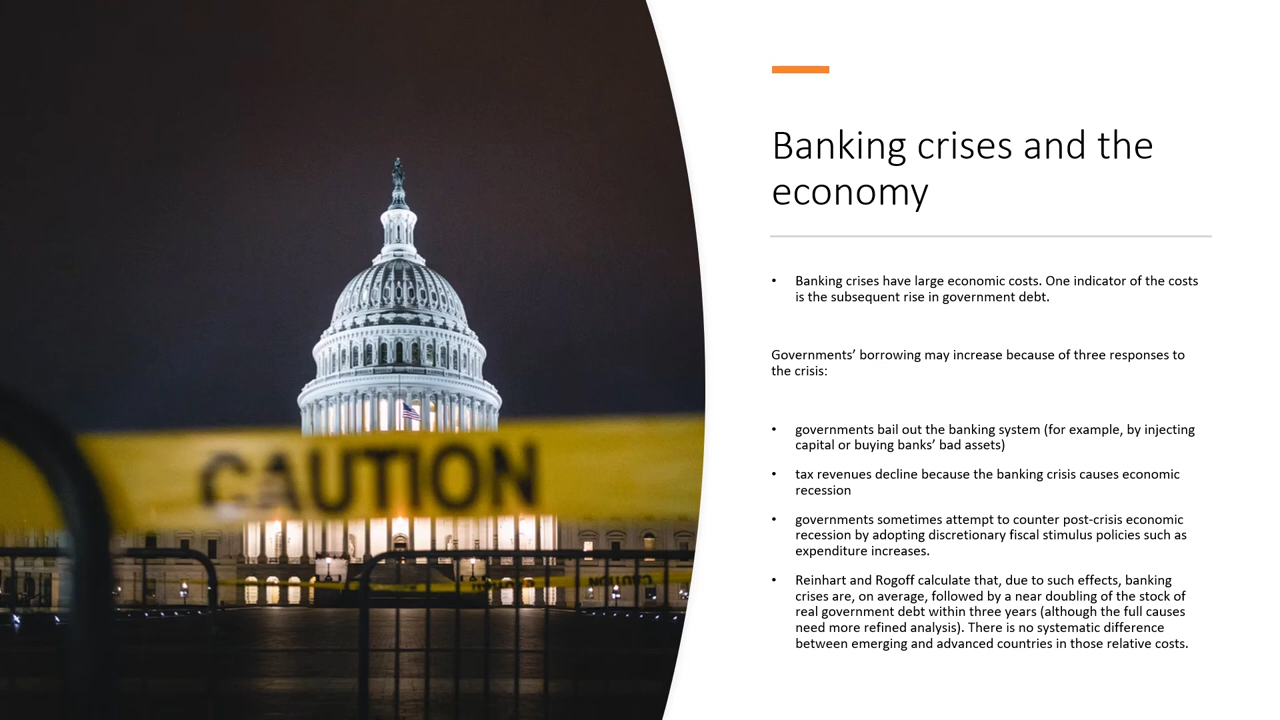 Banking crises and the
economy
• Banking crises have large economic costs. One indicator of the costs
is the subsequent rise in government debt.
Governments’ borrowing may increase because of three responses to
the crisis:
• governments bail out the banking system (for example, by injecting
capital or buying banks’ bad assets)
• tax revenues decline because the banking crisis causes economic
recession
• governments sometimes attempt to counter post-crisis economic
recession by adopting discretionary fiscal stimulus policies such as
expenditure increases.
• Reinhart and Rogoff calculate that, due to such effects, banking
crises are, on average, followed by a near doubling of the stock of
real government debt within three years (although the full causes
need more refined analysis). There is no systematic difference
between emerging and advanced countries in those relative costs.
CAUTION
CAUTION